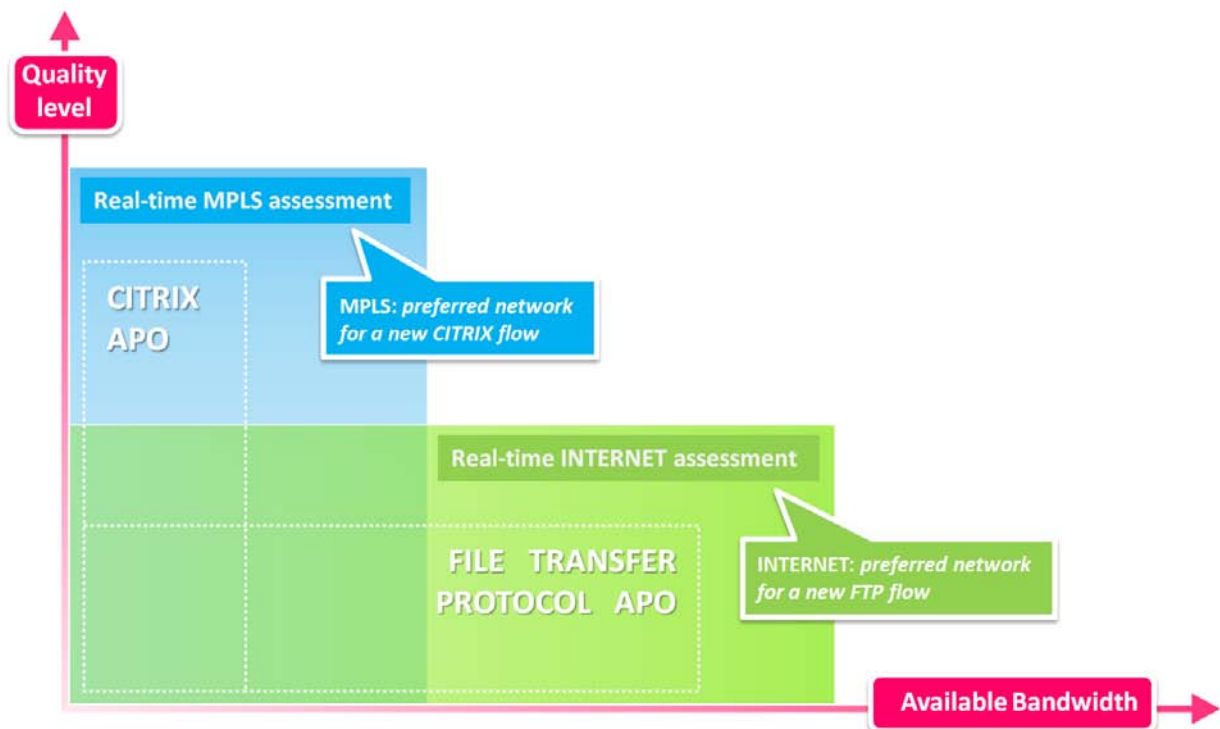 Quality
level
Real-time MPLS assessment
CITRIX
APO
MPLS: preferred network
for a new CITRIX flow
Real-time INTERNET assessment
FILE TRANSFER
PROTOCOL APO
INTERNET: preferred network
for a new FTP flow
Available Bandwidth